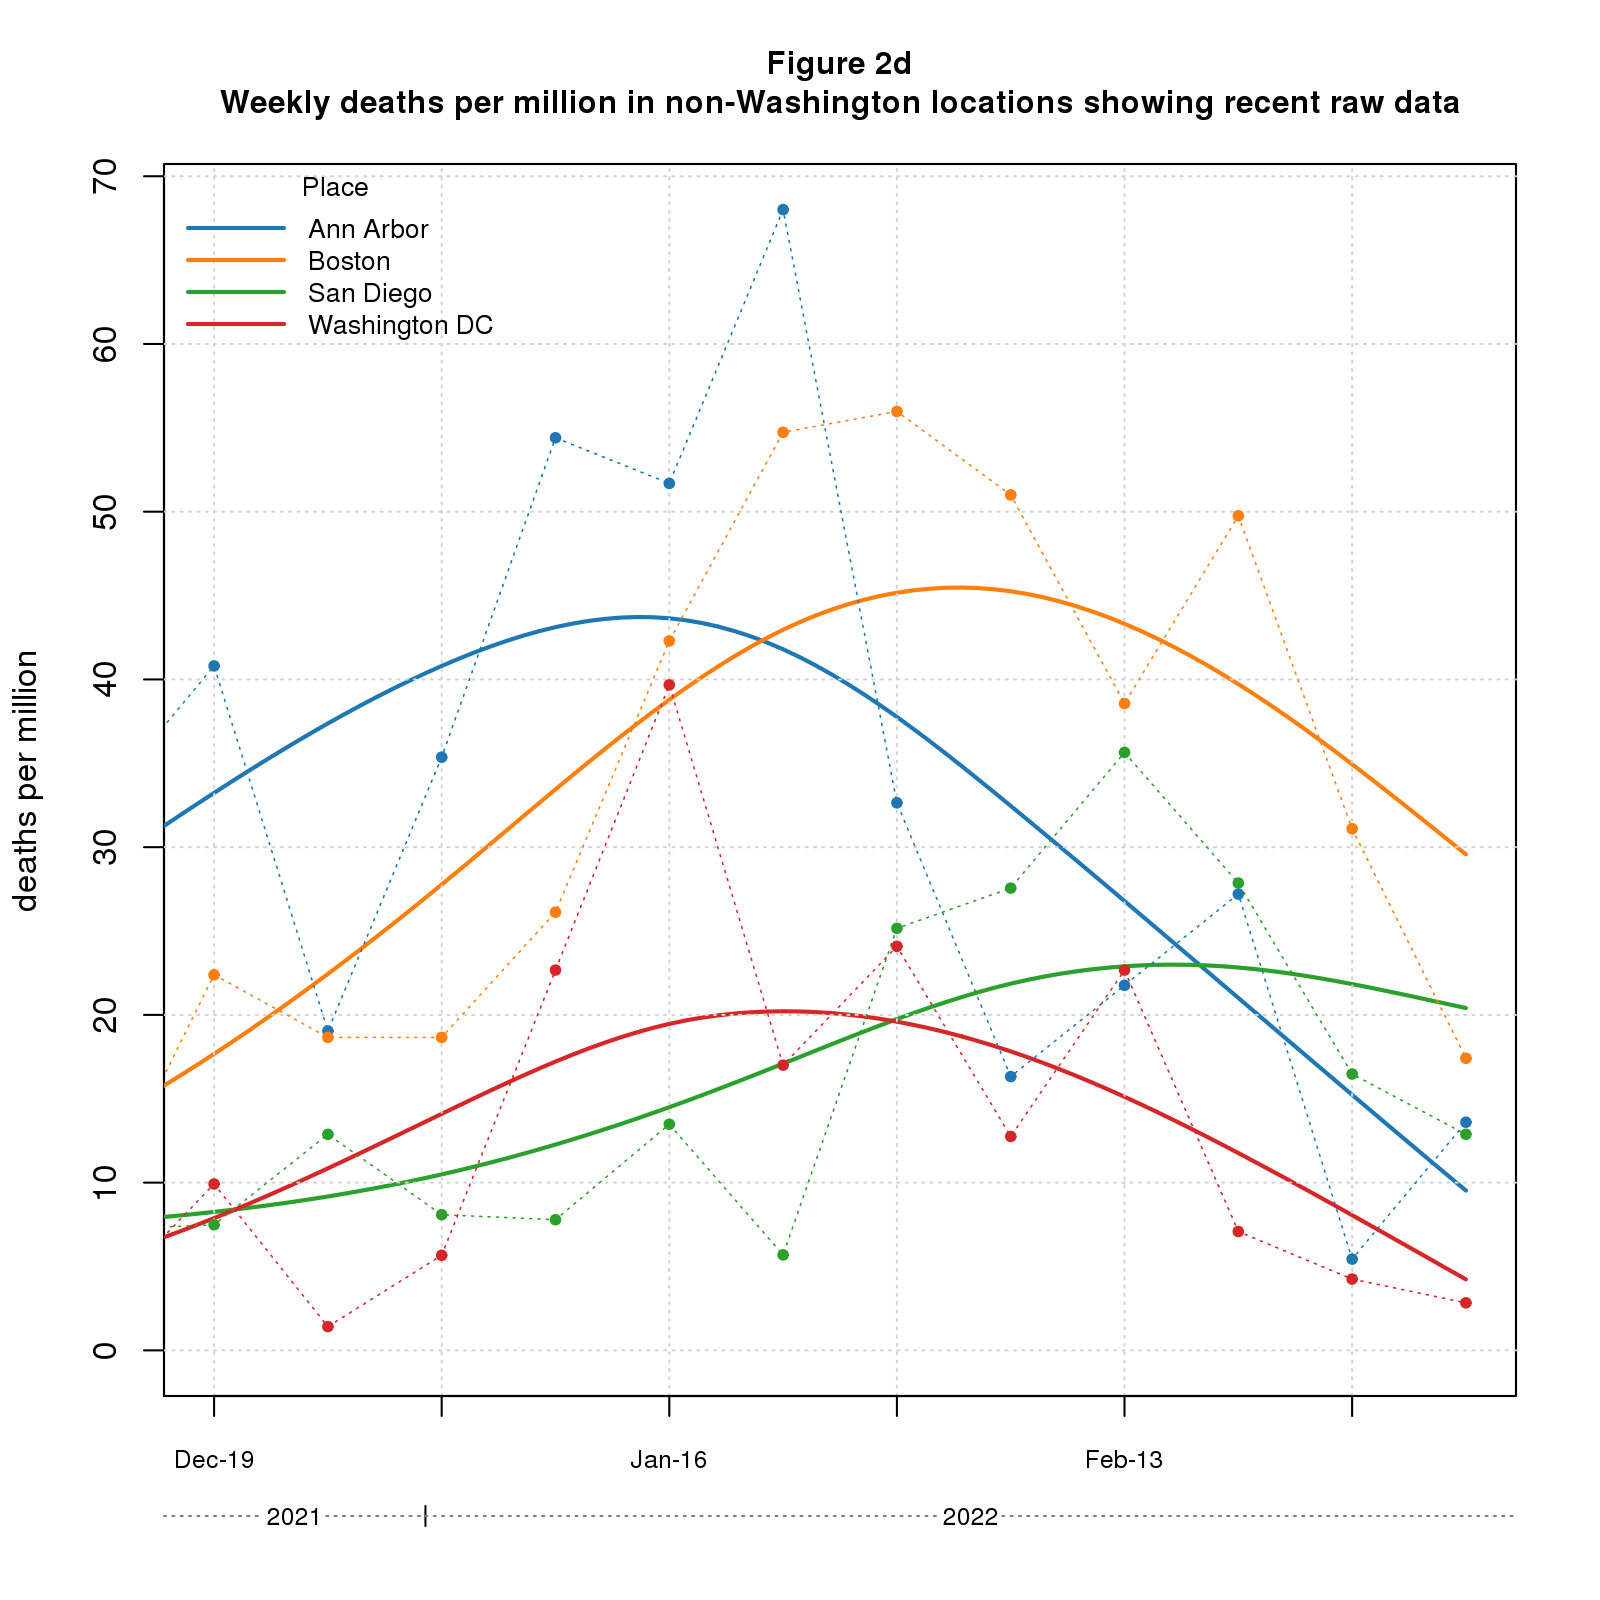 Figure 2d
Weekly deaths per million in non-Washington locations showing recent raw data
Place
Ann Arbor
Boston
San Diego
Washington DC
70
60
50
40
30
20
10
0
deaths per million
Dec-19 Jan-16 Feb-13
2021 2022